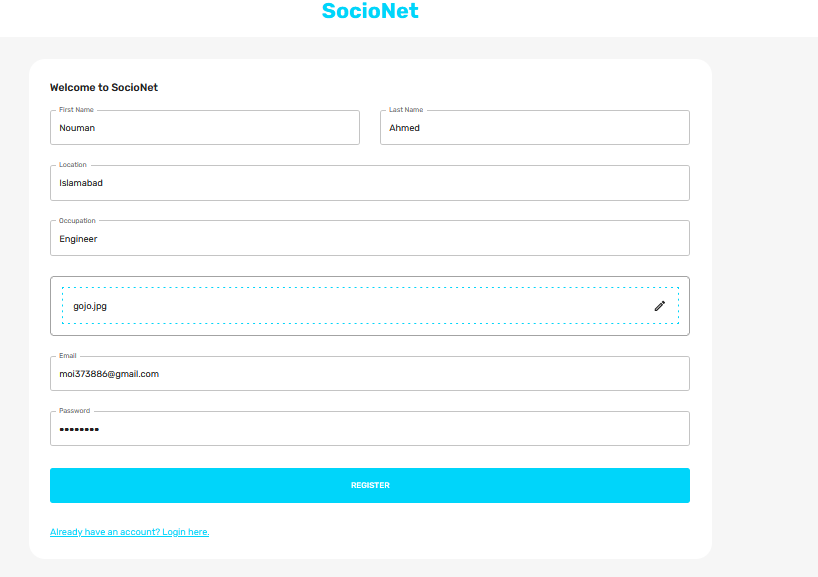 SocioNet
Welcome to SocioNet
First Name
Nouman
Last Name
Ahmed
Location
Islamabad
Occupation
Engineer
gojo.jpg
Email
moi373886@gmail.com
Password
••••••••
REGISTER
Already have an account? Login here.